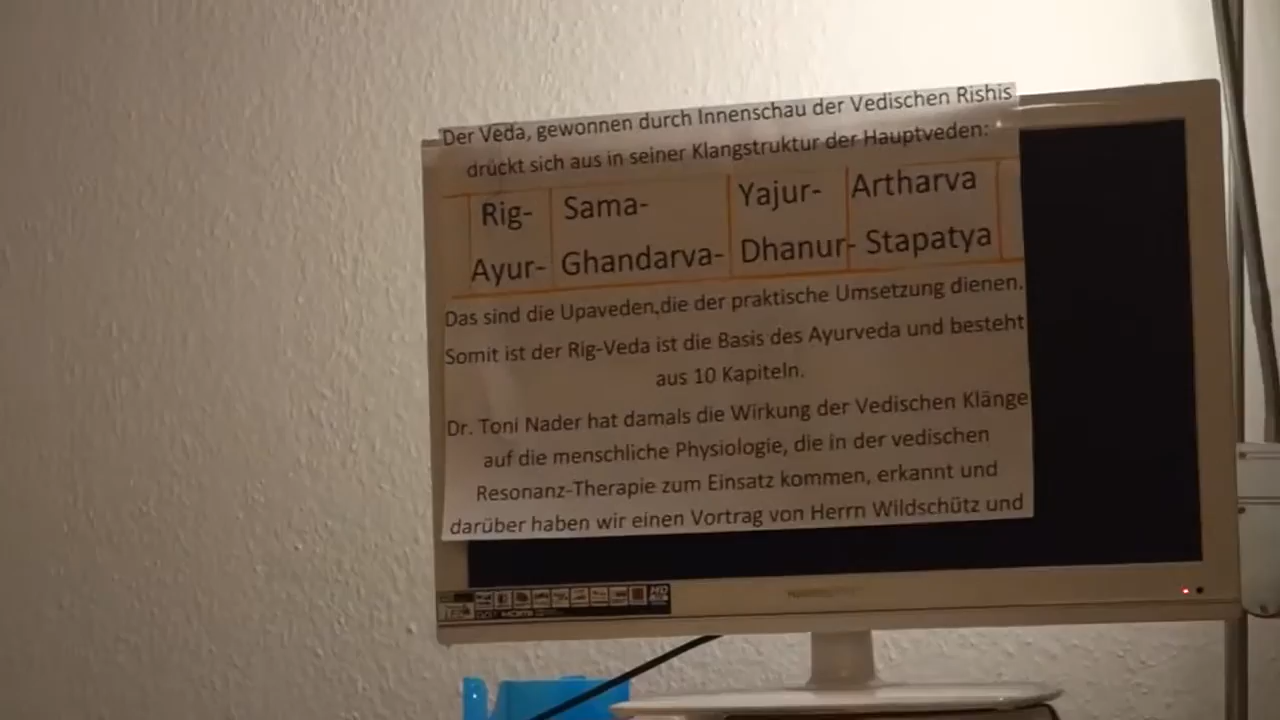 Der Veda, gewonnen durch Innenschau der Vedischen Rishis
drückt sich aus in seiner Klangstruktur der Hauptveden:
Rig- Sama- Yajur- Artharva
Ayur- Ghandarva- Dhanur- Stapatya
Das sind die Upaveden,die der praktische Umsetzung dienen.
Somit ist der Rig-Veda ist die Basis des Ayurveda und besteht
aus 10 Kapiteln.
Dr. Toni Nader hat damals die Wirkung der Vedischen Klänge
auf die menschliche Physiologie, die in der vedischen
Resonanz-Therapie zum Einsatz kommen, erkannt und
darüber haben wir einen Vortrag von Herrn Wildschütz und
HD